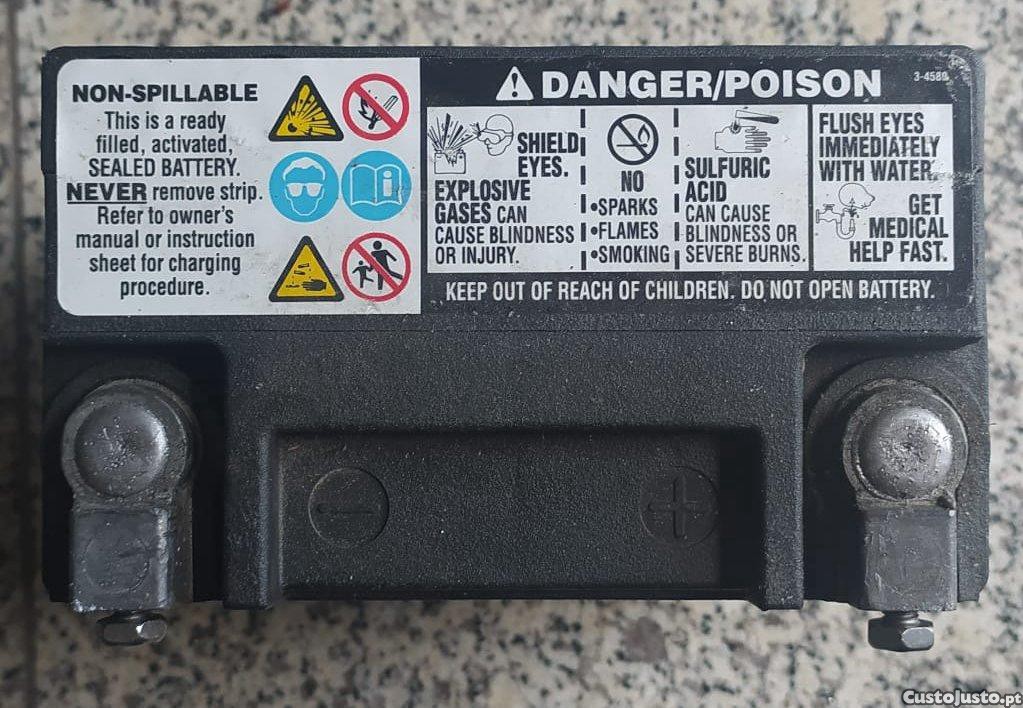 NON-SPILLABLE
This is a ready
filled, activated,
SEALED BATTERY.
NEVER remove strip.
Refer to owner's
manual or instruction
sheet for charging
procedure.
DANGER/POISON
3-4580
SHIELD
EYES.
EXPLOSIVE
GASES CAN
CAUSE BLINDNESS
OR INJURY.
NO
•SPARKS
•FLAMES
•SMOKING
SULFURIC
ACID
CAN CAUSE
BLINDNESS OR
SEVERE BURNS.
FLUSH EYES
IMMEDIATELY
WITH WATER.
GET
MEDICAL
HELP FAST.
KEEP OUT OF REACH OF CHILDREN. DO NOT OPEN BATTERY.
− +
CustoJusto.pt